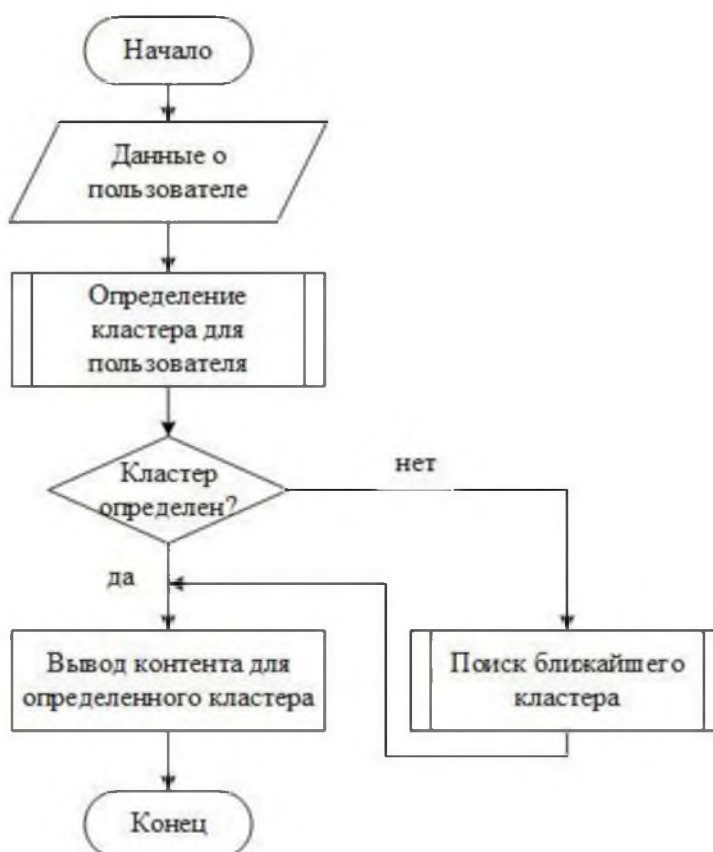 Начало
Данные о
пользователе
Определение
кластера для
пользователя
Кластер
определен?
нет
да
Вывод контента для
определенного кластера
Поиск ближайшего
кластера
Конец